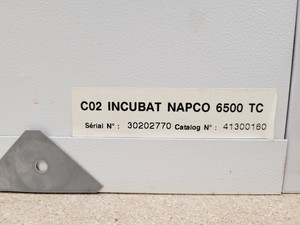 C02 INCUBAT NAPCO 6500 TC
Sérial N° : 30202770 Catalog N° : 41300160